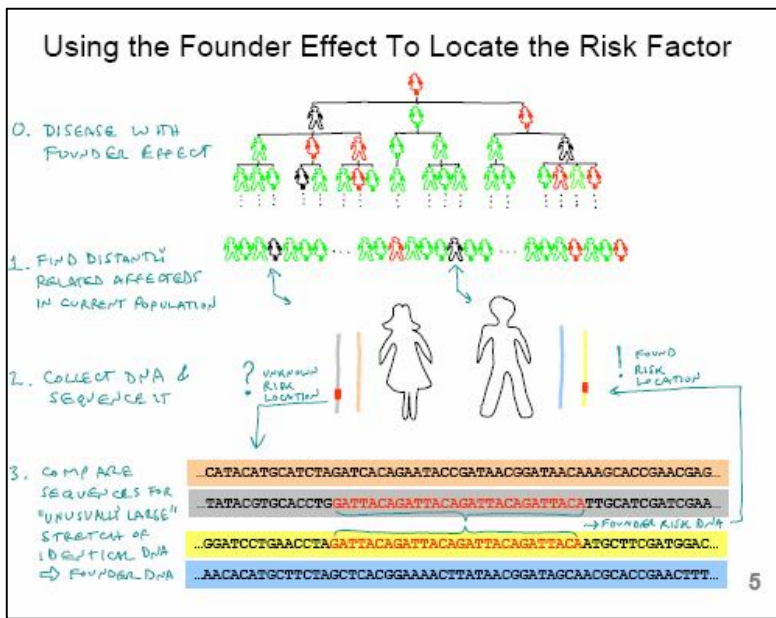 Using the Founder Effect To Locate the Risk Factor
0. DISEASE WITH
FOUNDER EFFECT
1. FIND DISTANTLY
RELATED AFFECTEDS
IN CURRENT POPULATION
2. COLLECT DNA &
SEQUENCE IT
? UNKNOWN
RISK
LOCATION
! FOUND
RISK
LOCATION
3. COMPARE
SEQUENCES FOR
"UNUSUALLY LARGE"
STRETCH OF
IDENTICAL DNA
⇒ FOUNDER DNA
...CATACATGCATCTAGATCACAGAATACCGATAACGGATAACAAAGCACCGAACGAG...
...TATACGTGCACCTGGATTACAGATTACAGATTACAGATTACATTGCATCGATCGAA...
→ FOUNDER RISK DNA
...GGATCCTGAACCTAGATTACAGATTACAGATTACAGATTACAATGCTTCGATGGAC...
...AACACATGCTTCTAGCTCACGGAAAACTTATAACGGATAGCAACGCACCGAACTTT...
5